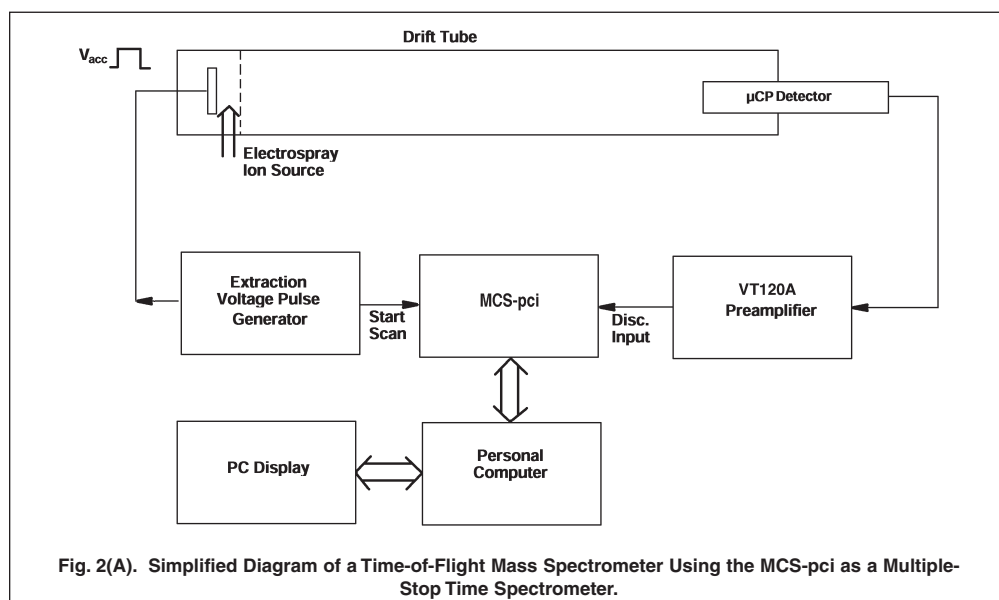 Drift Tube
Vacc
µCP Detector
Electrospray
Ion Source
Extraction
Voltage Pulse
Generator
Start
Scan
MCS-pci
Disc.
Input
VT120A
Preamplifier
PC Display
Personal
Computer
Fig. 2(A). Simplified Diagram of a Time-of-Flight Mass Spectrometer Using the MCS-pci as a Multiple-
Stop Time Spectrometer.